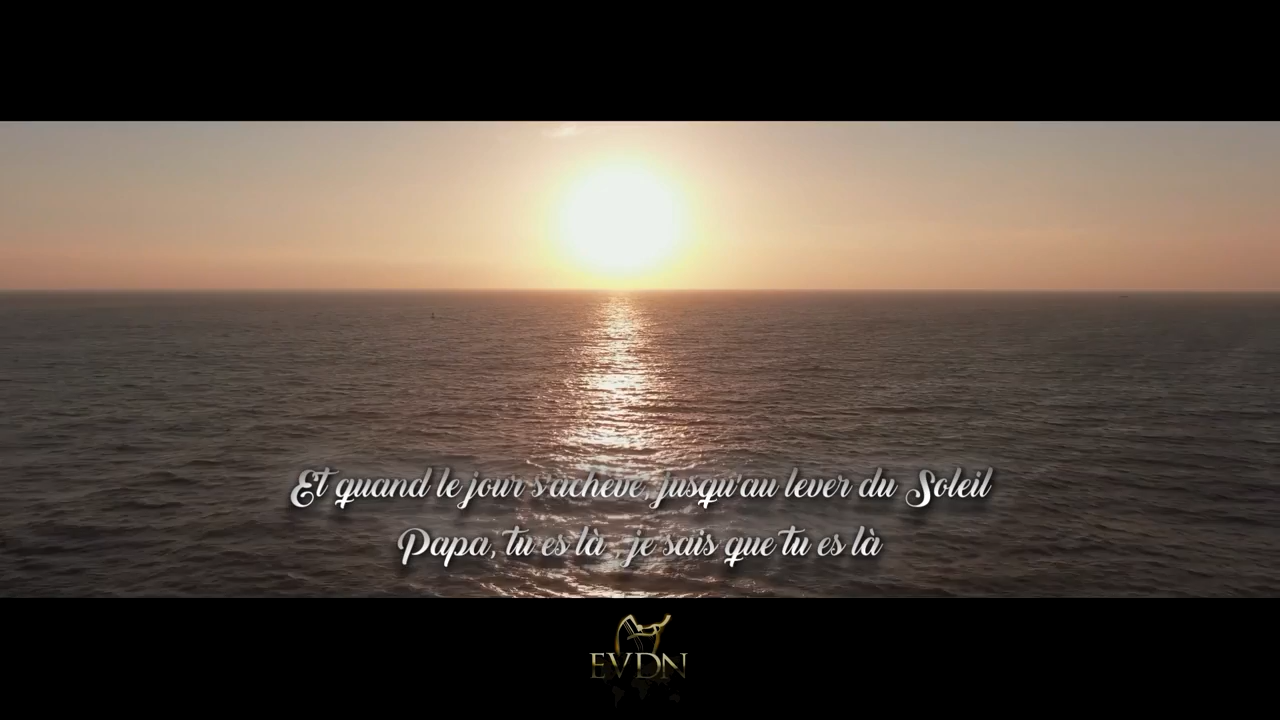 Et quand le jour s'achève, jusqu'au lever du Soleil
Papa, tu es là, je sais que tu es là
EVDN